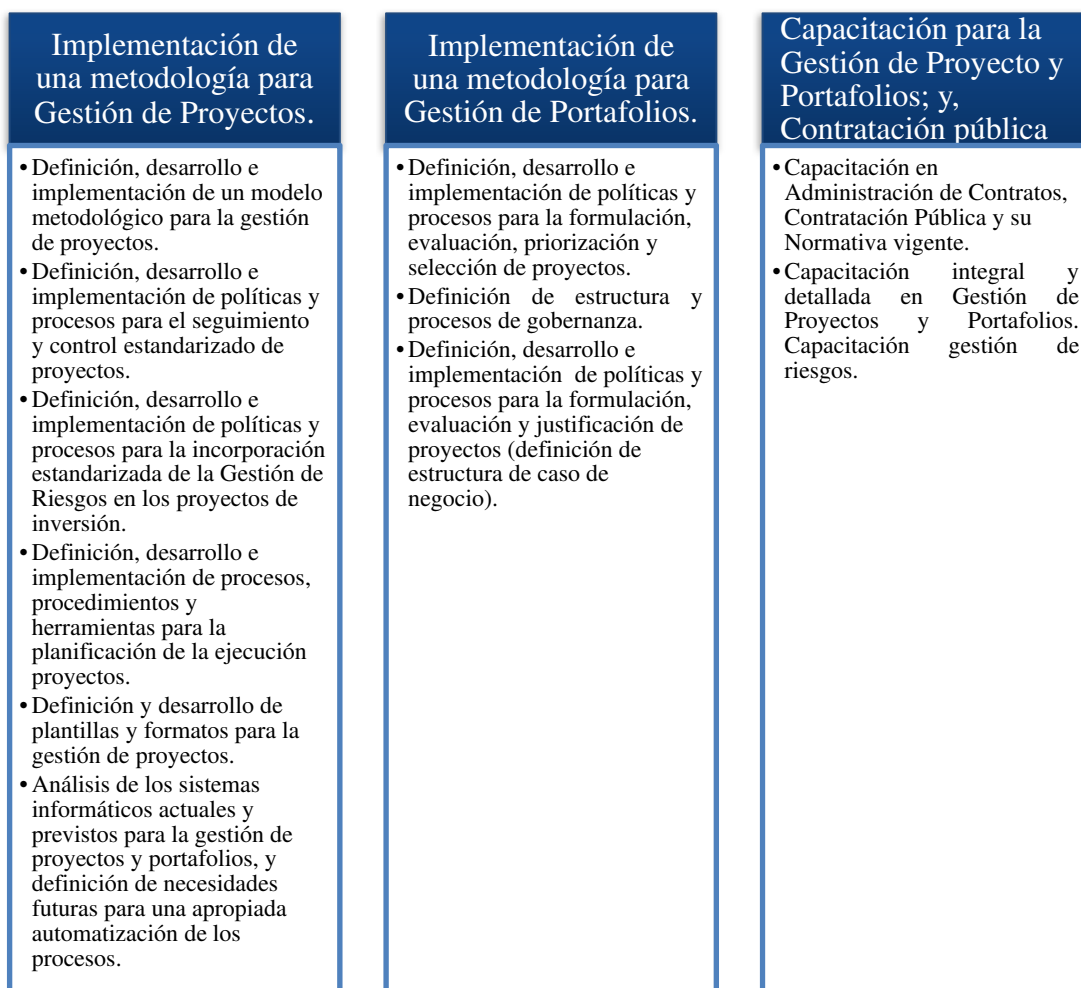 Implementación de
una metodología para
Gestión de Proyectos.
• Definición, desarrollo e
implementación de un modelo
metodológico para la gestión
de proyectos.
• Definición, desarrollo e
implementación de políticas y
procesos para el seguimiento
y control estandarizado de
proyectos.
• Definición, desarrollo e
implementación de políticas y
procesos para la incorporación
estandarizada de la Gestión de
Riesgos en los proyectos de
inversión.
• Definición, desarrollo e
implementación de procesos,
procedimientos y
herramientas para la
planificación de la ejecución
proyectos.
• Definición y desarrollo de
plantillas y formatos para la
gestión de proyectos.
• Análisis de los sistemas
informáticos actuales y
previstos para la gestión de
proyectos y portafolios, y
definición de necesidades
futuras para una apropiada
automatización de los
procesos.
Implementación de
una metodología para
Gestión de Portafolios.
• Definición, desarrollo e
implementación de políticas y
procesos para la formulación,
evaluación, priorización y
selección de proyectos.
• Definición de estructura y
procesos de gobernanza.
• Definición, desarrollo e
implementación de políticas y
procesos para la formulación,
evaluación y justificación de
proyectos (definición de
estructura de caso de
negocio).
Capacitación para la
Gestión de Proyecto y
Portafolios; y,
Contratación pública
• Capacitación en
Administración de Contratos,
Contratación Pública y su
Normativa vigente.
• Capacitación integral y
detallada en Gestión de
Proyectos y Portafolios.
Capacitación gestión de
riesgos.